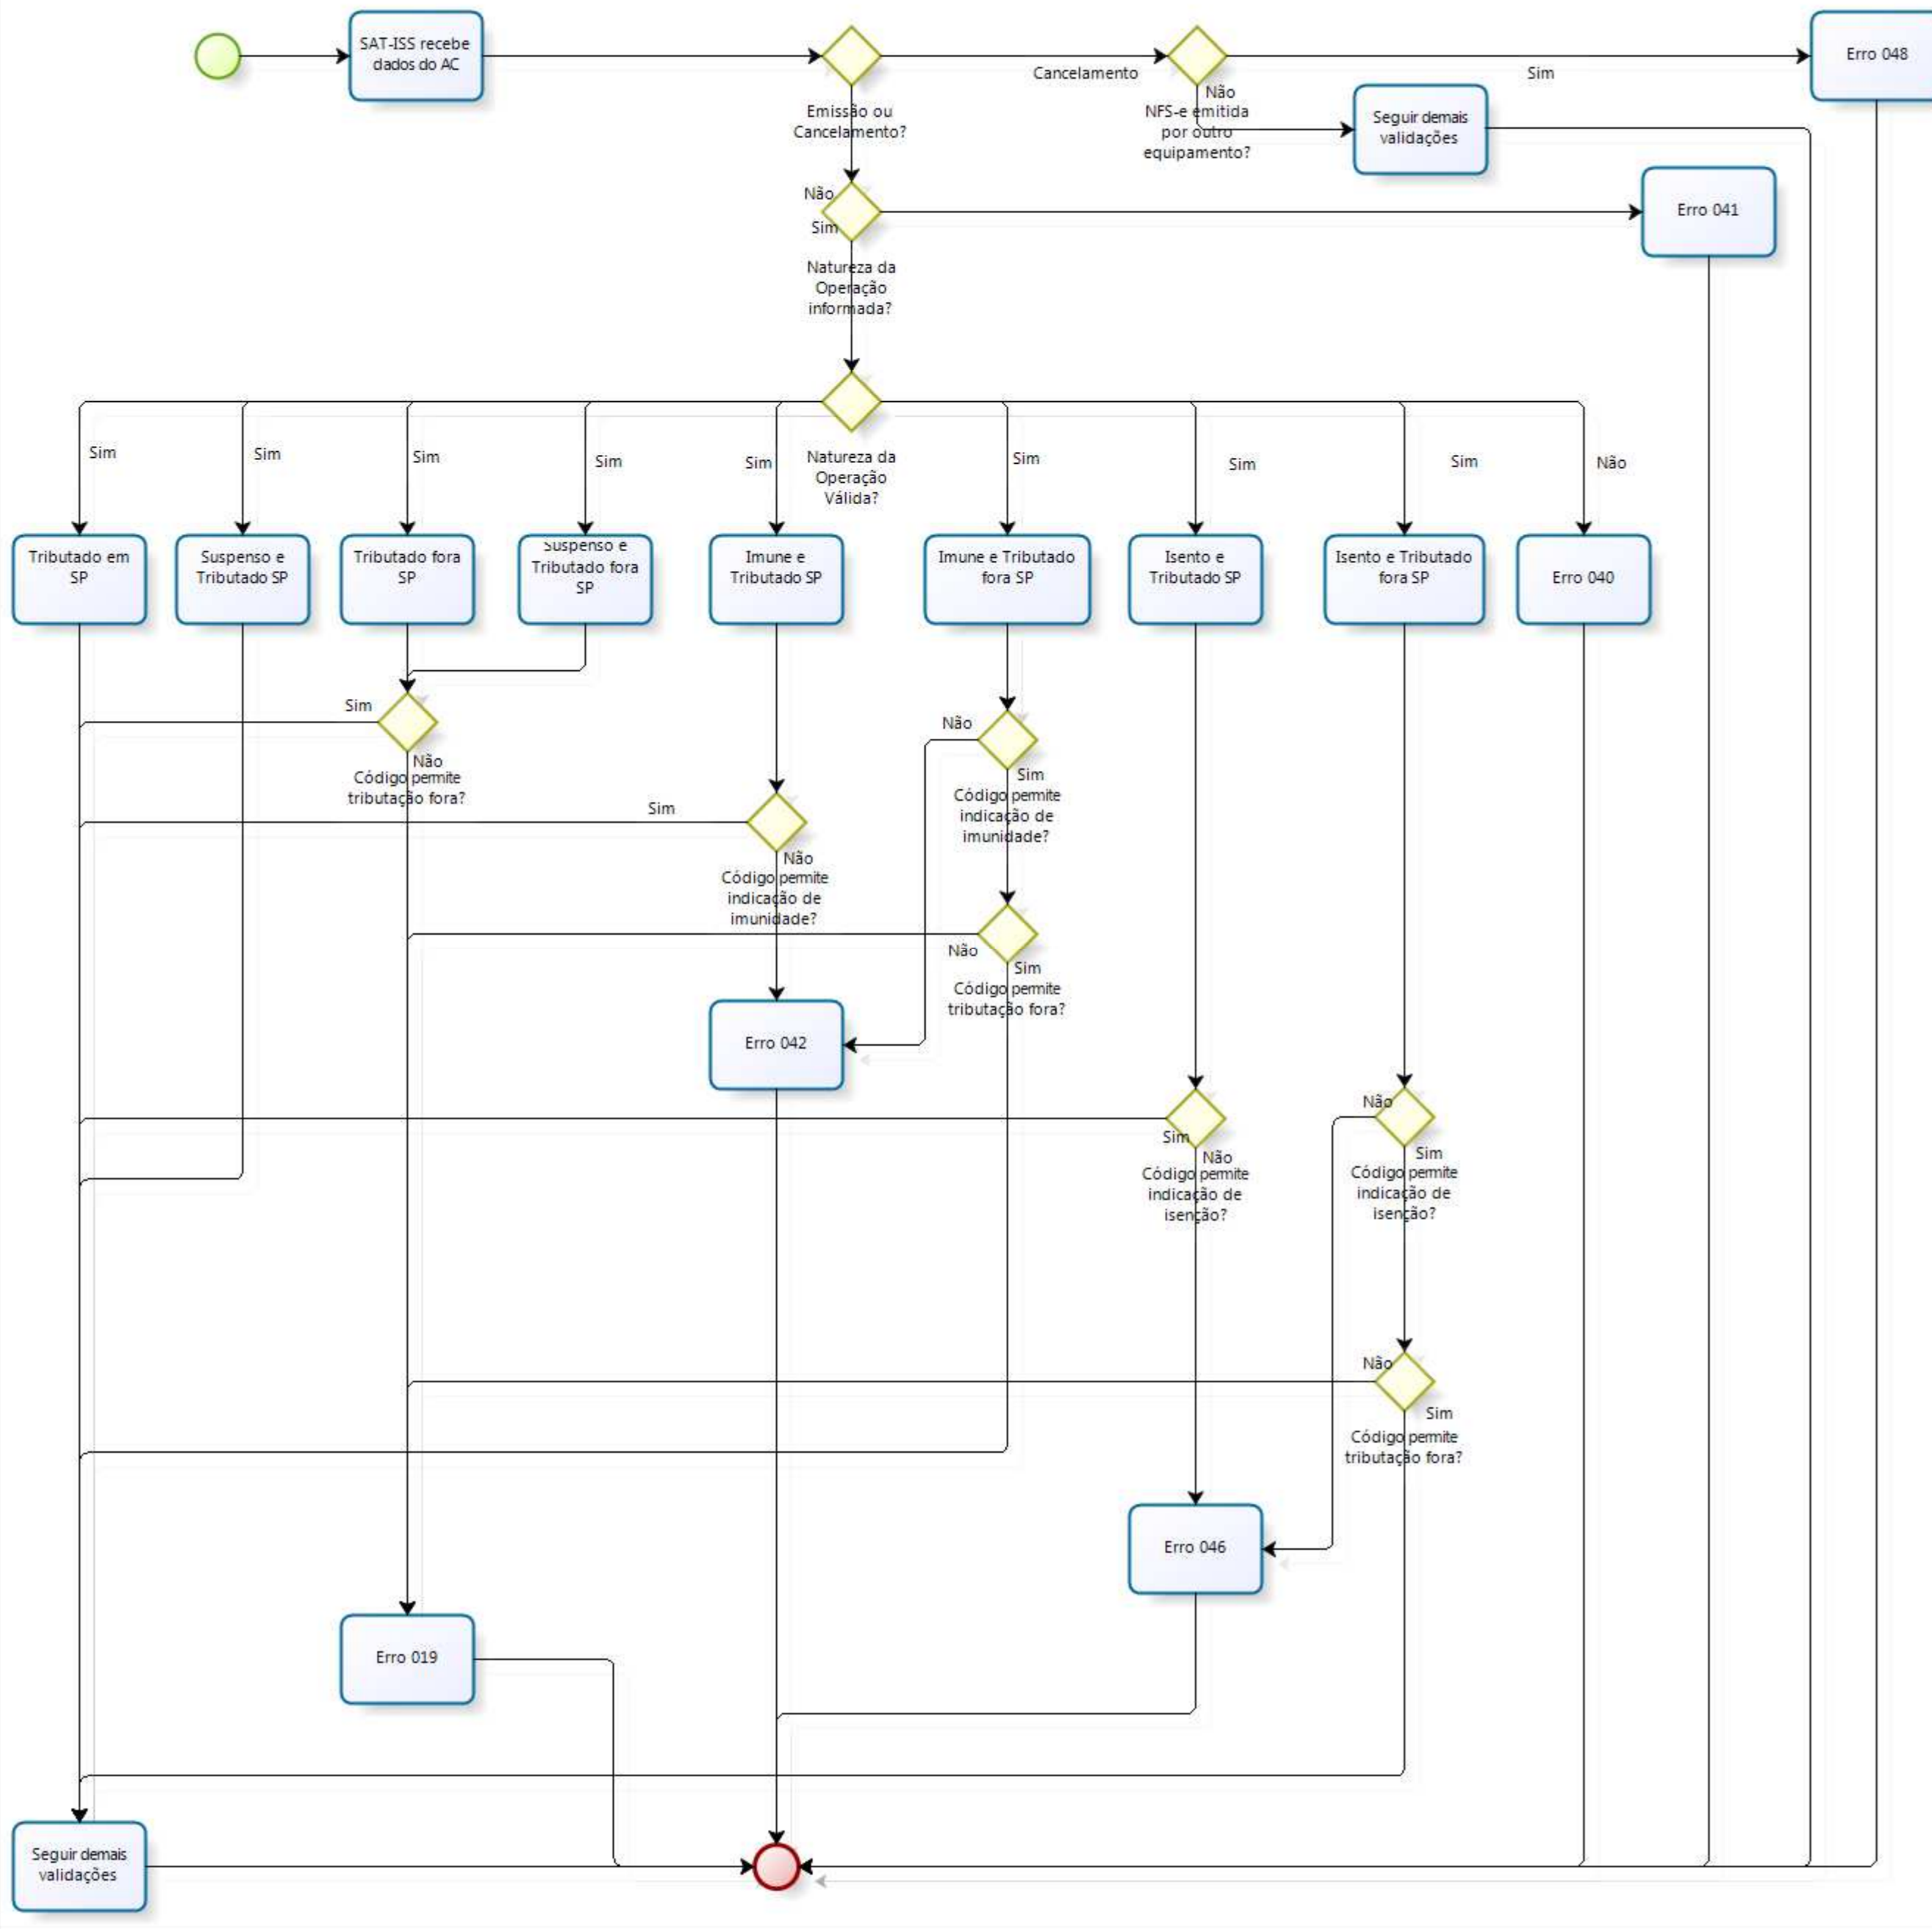 SAT-ISS recebe
dados do AC
Emissão ou
Cancelamento?
Cancelamento
Não
NFS-e emitida
por outro
equipamento?
Sim
Erro 048
Seguir demais
validações
Não
Sim
Natureza da
Operação
informada?
Erro 041
Sim
Sim
Sim
Sim
Sim
Natureza da
Operação
Válida?
Sim
Sim
Sim
Não
Tributado em
SP
Suspenso e
Tributado SP
Tributado fora
SP
Suspenso e
Tributado fora
SP
Imune e
Tributado SP
Imune e Tributado
fora SP
Isento e
Tributado SP
Isento e Tributado
fora SP
Erro 040
Sim
Não
Código permite
tributação fora?
Não
Sim
Código permite
indicação de
imunidade?
Sim
Não
Código permite
indicação de
imunidade?
Não
Sim
Código permite
tributação fora?
Erro 042
Sim
Não
Código permite
indicação de
isenção?
Não
Sim
Código permite
indicação de
isenção?
Não
Sim
Código permite
tributação fora?
Erro 046
Erro 019
Seguir demais
validações